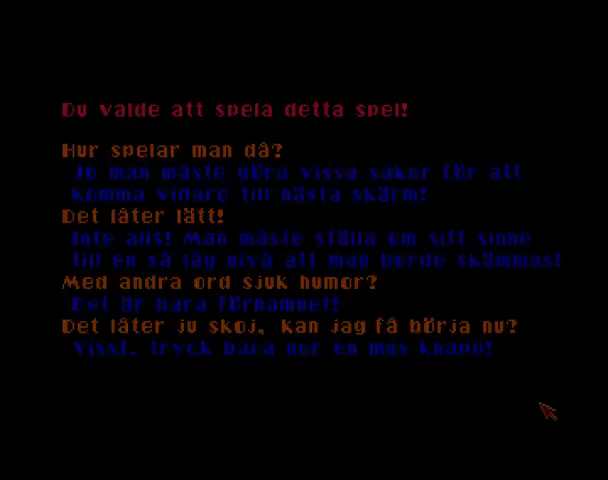 Du valde att spela detta spel!
Hur spelar man då?
Jo man måste göra vissa saker för att
komma vidare till nästa skärm!
Det låter lätt!
Inte alls! Man måste ställa om sitt sinne
till en så låg nivå att man borde skämmas!
Med andra ord sjuk humor?
Det är bara förnamnet!
Det låter ju skoj, kan jag få börja nu?
Visst, tryck bara ner en mus knapp!